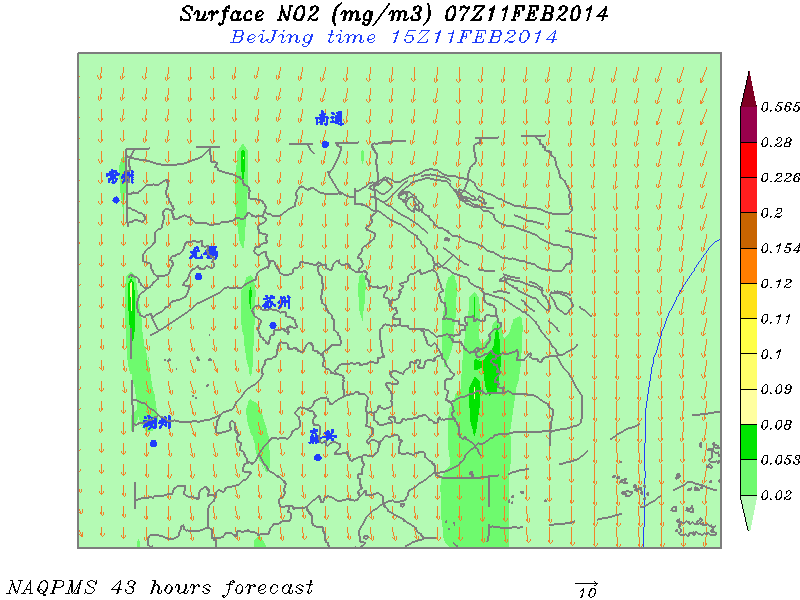 Surface NO2 (mg/m3) 07Z11FEB2014
BeiJing time 15Z11FEB2014
南通
常州
无锡
苏州
湖州
嘉兴
0.565
0.28
0.226
0.2
0.154
0.12
0.11
0.1
0.09
0.08
0.053
0.02
NAQPMS 43 hours forecast
10